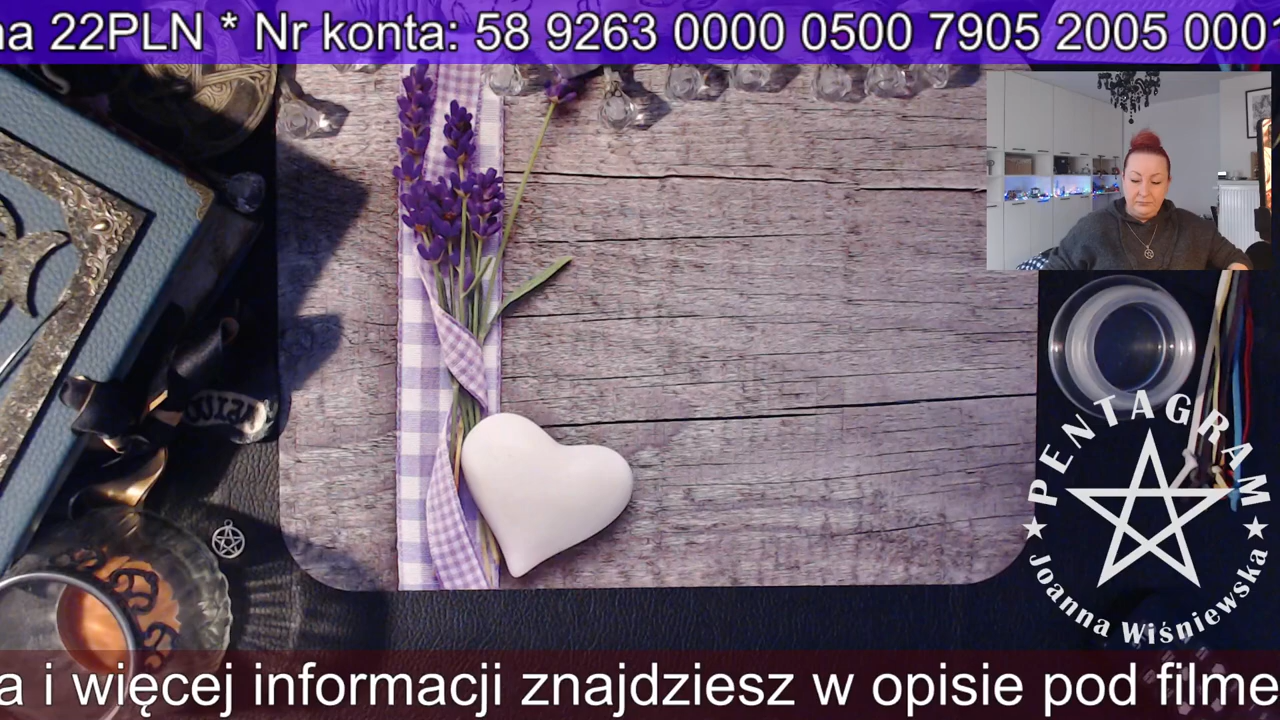 na 22PLN * Nr konta: 58 9263 0000 0500 7905 2005 0001
PENTAGRAM
Joanna Wiśniewska
a i więcej informacji znajdziesz w opisie pod filme